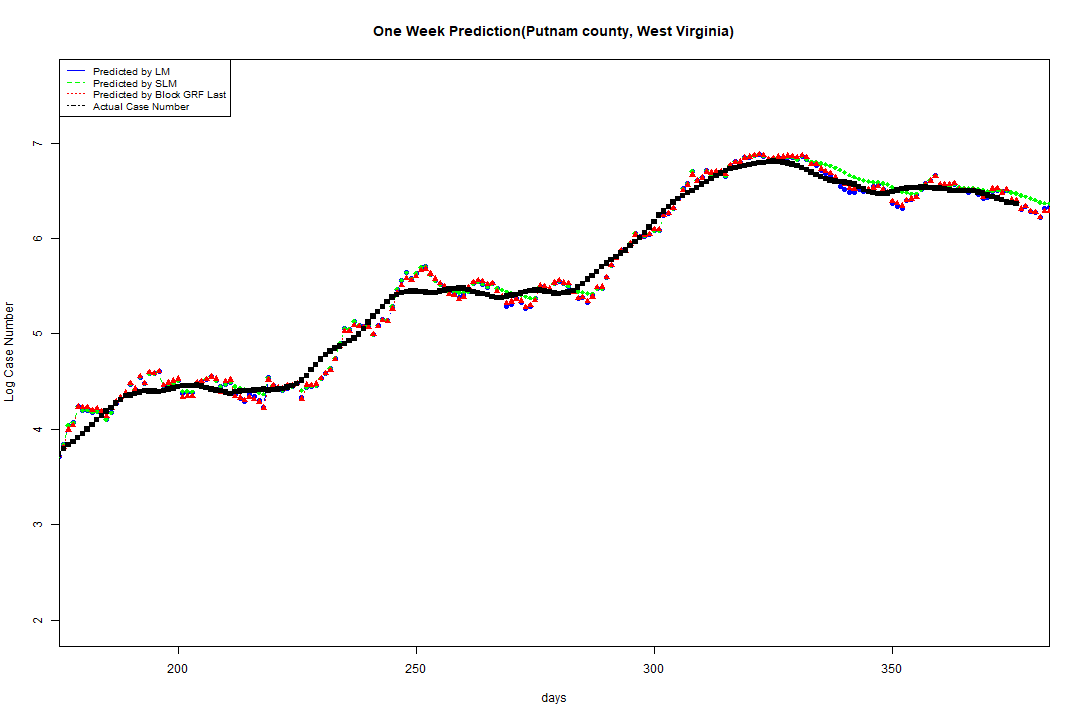 One Week Prediction(Putnam county, West Virginia)
Predicted by LM
Predicted by SLM
Predicted by Block GRF Last
Actual Case Number
7
6
5
4
3
2
Log Case Number
200 250 300 350
days